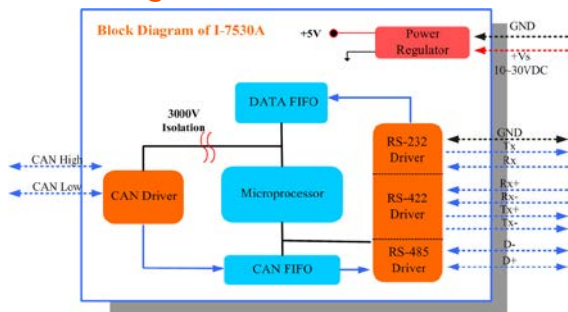 Block Diagram of I-7530A
+5V
Power
Regulator
GND
+Vs
10~30VDC
DATA FIFO
3000V
Isolation
CAN High
CAN Low
CAN Driver
Microprocessor
CAN FIFO
RS-232
Driver
RS-422
Driver
RS-485
Driver
GND
Tx
Rx
Rx+
Rx-
Tx+
Tx-
D-
D+